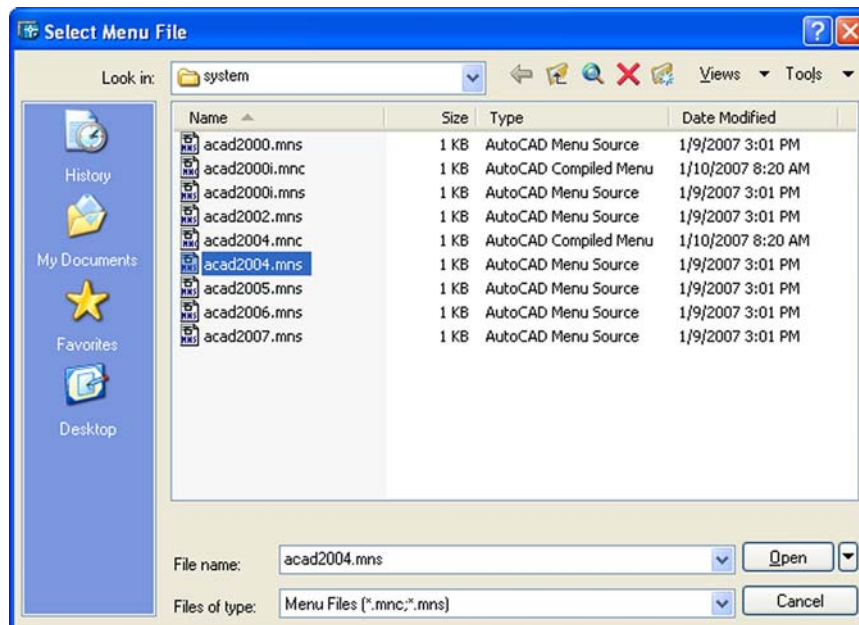 Select Menu File
Look in: system Views Tools
History
My Documents
Favorites
Desktop
Name Size Type Date Modified
acad2000.mns 1 KB AutoCAD Menu Source 1/9/2007 3:01 PM
acad2000i.mnc 1 KB AutoCAD Compiled Menu 1/10/2007 8:20 AM
acad2000i.mns 1 KB AutoCAD Menu Source 1/9/2007 3:01 PM
acad2002.mns 1 KB AutoCAD Menu Source 1/9/2007 3:01 PM
acad2004.mnc 1 KB AutoCAD Compiled Menu 1/10/2007 8:20 AM
acad2004.mns 1 KB AutoCAD Menu Source 1/9/2007 3:01 PM
acad2005.mns 1 KB AutoCAD Menu Source 1/9/2007 3:01 PM
acad2006.mns 1 KB AutoCAD Menu Source 1/9/2007 3:01 PM
acad2007.mns 1 KB AutoCAD Menu Source 1/9/2007 3:01 PM
File name: acad2004.mns Open
Files of type: Menu Files (*.mnc;*.mns) Cancel